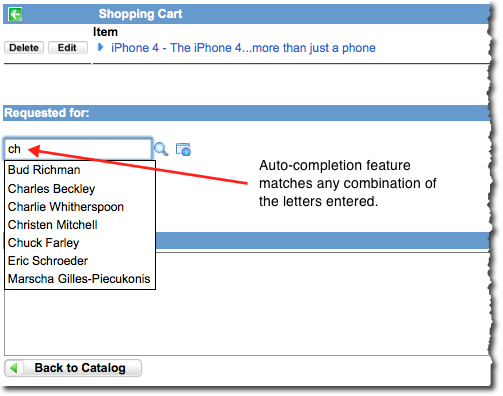 Shopping Cart
Item
Delete Edit iPhone 4 - The iPhone 4...more than just a phone
Requested for:
ch
Bud Richman
Charles Beckley
Charlie Whitherspoon
Christen Mitchell
Chuck Farley
Eric Schroeder
Marscha Gilles-Piecukonis
Auto-completion feature
matches any combination of
the letters entered.
Back to Catalog